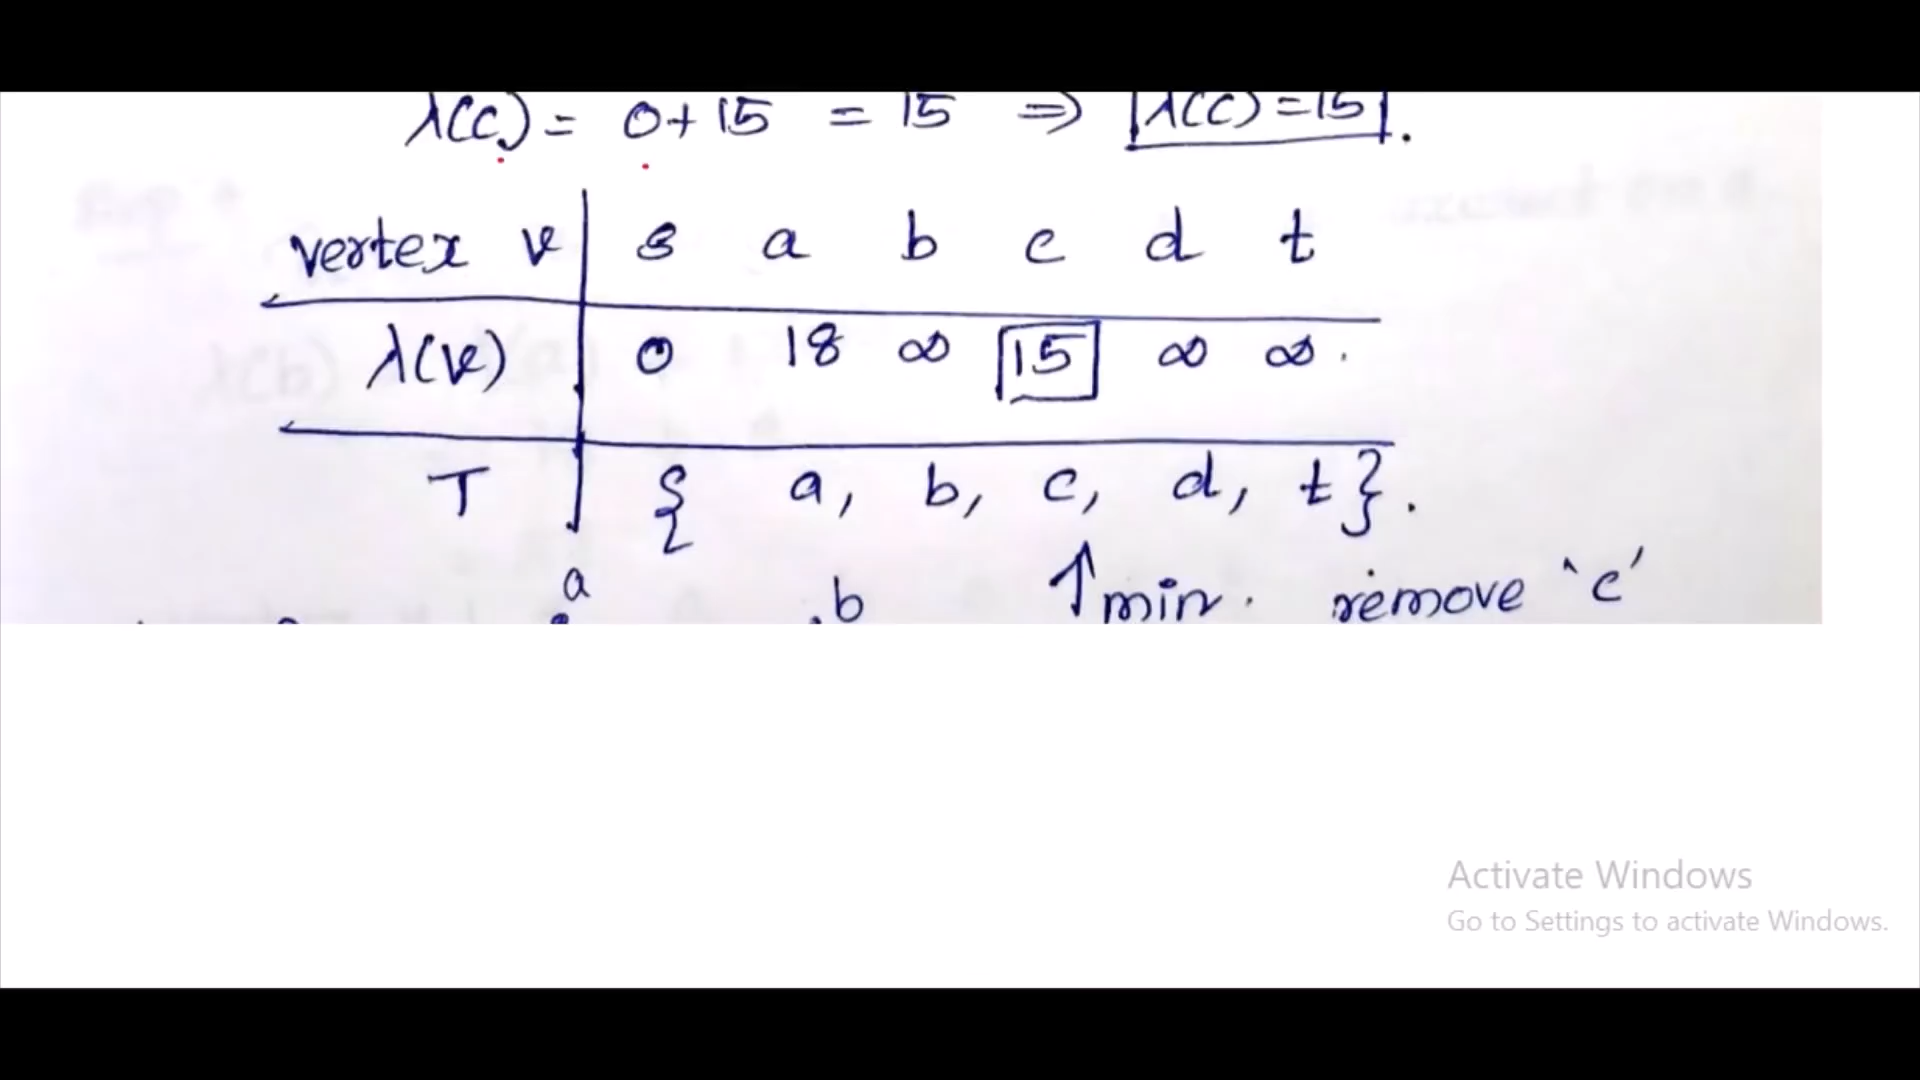 λ(c) = 0+15 = 15 ⇒ λ(c)=15.
vertex v s a b c d t
λ(v) 0 18 ∞ 15 ∞ ∞.
T { a, b, c, d, t}.
a b ↑min. remove 'c'
Activate Windows
Go to Settings to activate Windows.